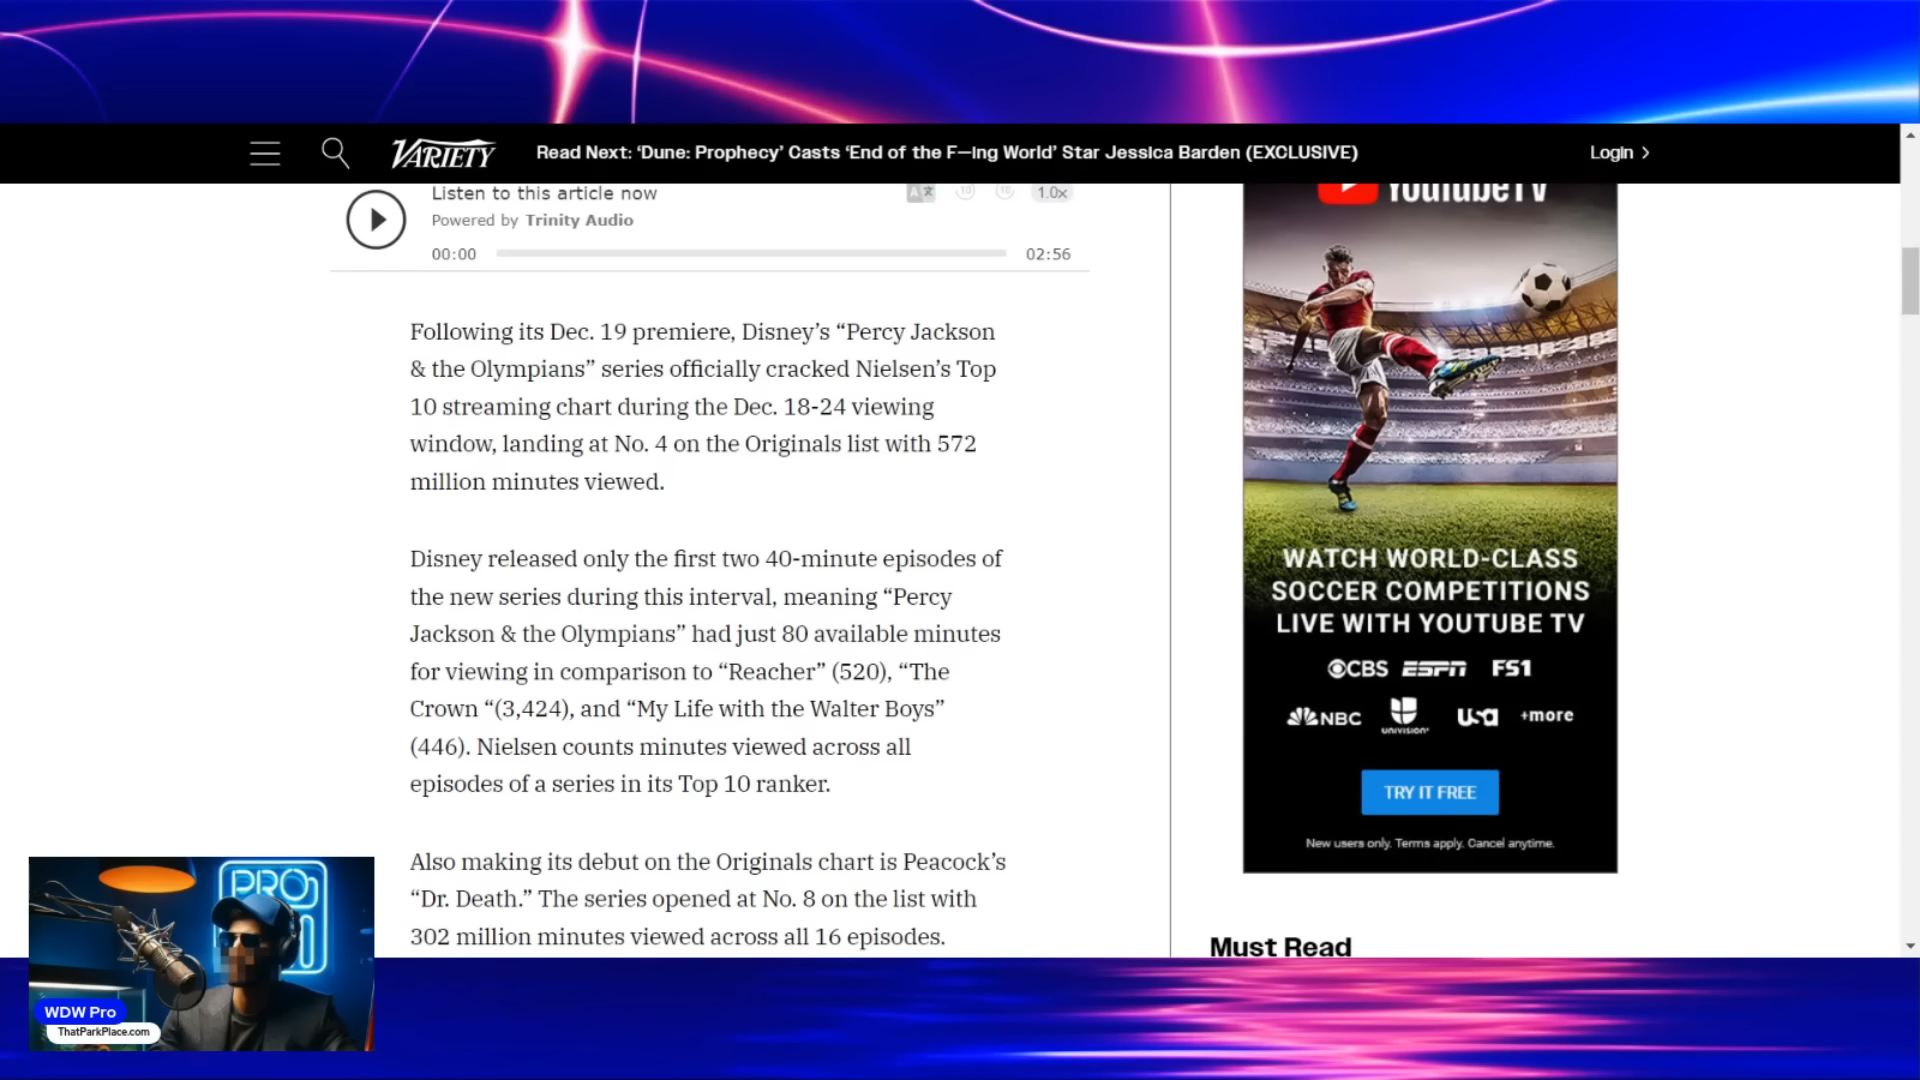 VARIETY
Read Next: ‘Dune: Prophecy’ Casts ‘End of the F—ing World’ Star Jessica Barden (EXCLUSIVE)
Login
Listen to this article now
1.0x
Powered by Trinity Audio
00:00
02:56
Following its Dec. 19 premiere, Disney’s “Percy Jackson
& the Olympians” series officially cracked Nielsen’s Top
10 streaming chart during the Dec. 18-24 viewing
window, landing at No. 4 on the Originals list with 572
million minutes viewed.
Disney released only the first two 40-minute episodes of
the new series during this interval, meaning “Percy
Jackson & the Olympians” had just 80 available minutes
for viewing in comparison to “Reacher” (520), “The
Crown “(3,424), and “My Life with the Walter Boys”
(446). Nielsen counts minutes viewed across all
episodes of a series in its Top 10 ranker.
Also making its debut on the Originals chart is Peacock’s
“Dr. Death.” The series opened at No. 8 on the list with
302 million minutes viewed across all 16 episodes.
YouTubeTV
WATCH WORLD-CLASS
SOCCER COMPETITIONS
LIVE WITH YOUTUBE TV
CBS ESPN FS1
NBC UNIVISION usa +more
TRY IT FREE
New users only. Terms apply. Cancel anytime.
Must Read
PRO
WDW Pro
ThatParkPlace.com